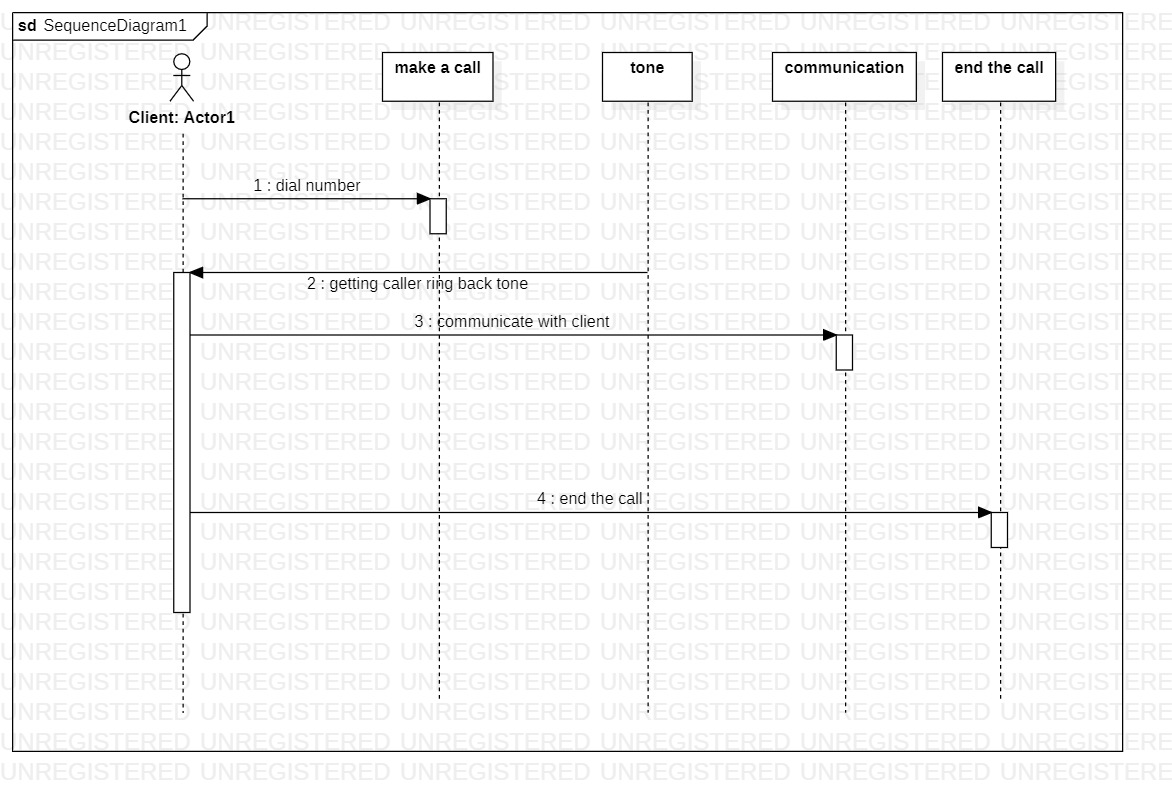 sd SequenceDiagram1
Client: Actor1
make a call
tone
communication
end the call
1 : dial number
2 : getting caller ring back tone
3 : communicate with client
4 : end the call
UNREGISTERED UNREGISTERED UNREGISTERED UNREGISTERED UNREGISTERED UNREGISTERED